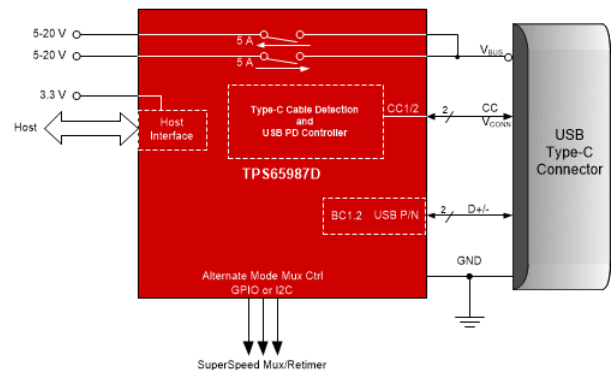 5-20 V
5 A
5-20 V
5 A
VBUS
3.3 V
Host
Host
Interface
Type-C Cable Detection
and
USB PD Controller
CC1/2
2
CC
VCONN
USB
Type-C
Connector
TPS65987D
BC1.2 USB P/N
2
D+/-
GND
Alternate Mode Mux Ctrl
GPIO or I2C
SuperSpeed Mux/Retimer